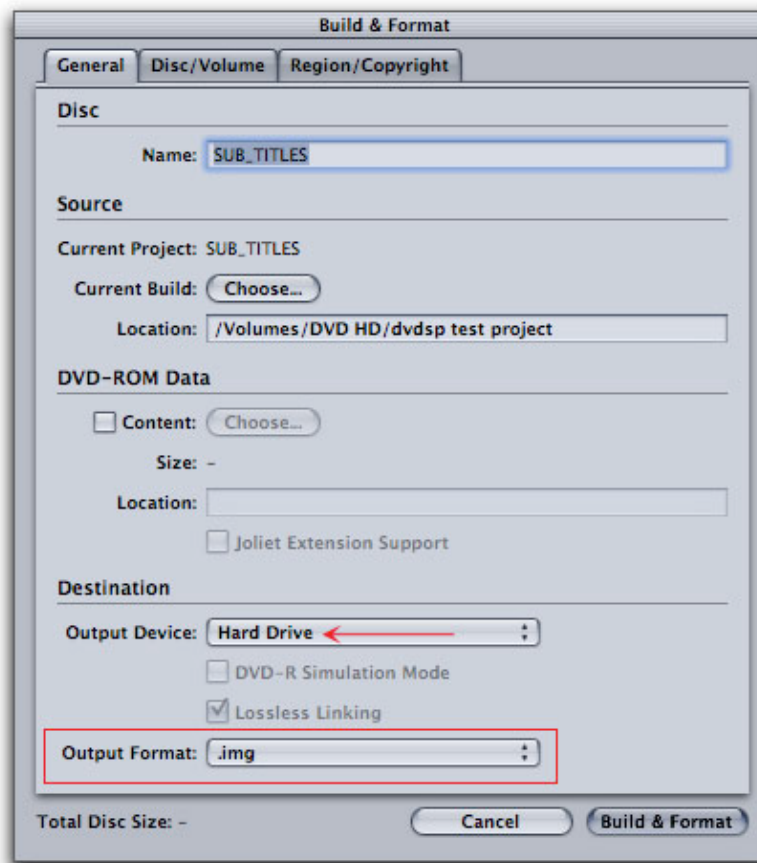 Build & Format
General Disc/Volume Region/Copyright
Disc
Name: SUB_TITLES
Source
Current Project: SUB_TITLES
Current Build: Choose...
Location: /Volumes/DVD HD/dvdsp test project
DVD-ROM Data
Content: Choose...
Size: -
Location:
Joliet Extension Support
Destination
Output Device: Hard Drive
DVD-R Simulation Mode
Lossless Linking
Output Format: .img
Total Disc Size: - Cancel Build & Format